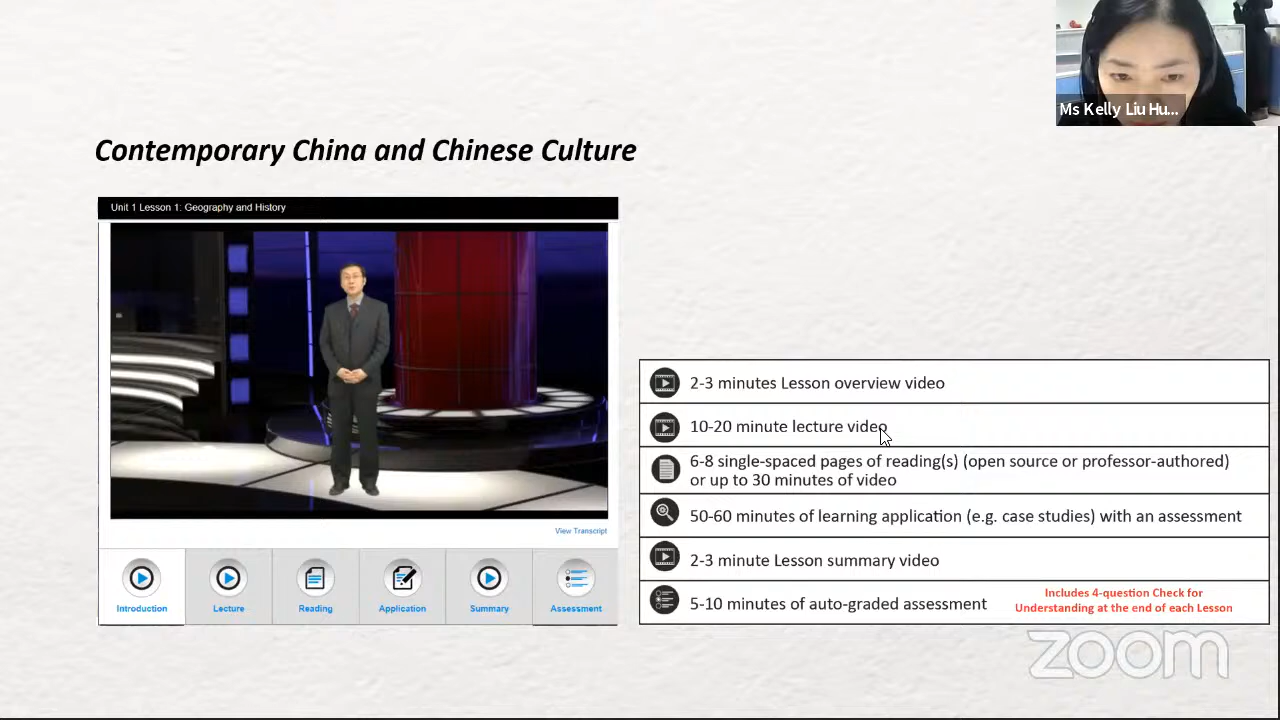 Ms Kelly Liu Hu...
Contemporary China and Chinese Culture
Unit 1 Lesson 1: Geography and History
View Transcript
Introduction
Lecture
Reading
Application
Summary
Assessment
2-3 minutes Lesson overview video
10-20 minute lecture video
6-8 single-spaced pages of reading(s) (open source or professor-authored)
or up to 30 minutes of video
50-60 minutes of learning application (e.g. case studies) with an assessment
2-3 minute Lesson summary video
5-10 minutes of auto-graded assessment
Includes 4-question Check for
Understanding at the end of each Lesson
zoom